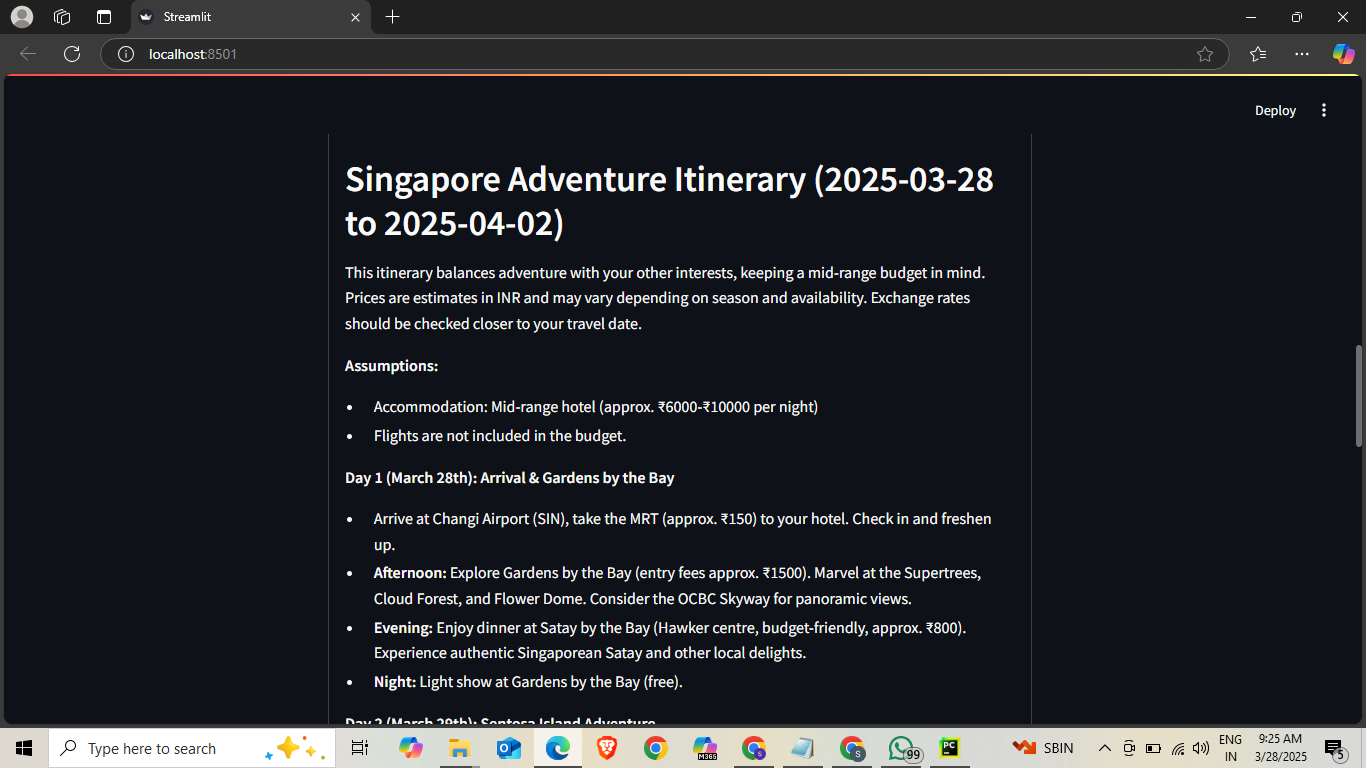 Streamlit
localhost:8501
Deploy
Singapore Adventure Itinerary (2025-03-28
to 2025-04-02)
This itinerary balances adventure with your other interests, keeping a mid-range budget in mind.
Prices are estimates in INR and may vary depending on season and availability. Exchange rates
should be checked closer to your travel date.
Assumptions:
• Accommodation: Mid-range hotel (approx. ₹6000-₹10000 per night)
• Flights are not included in the budget.
Day 1 (March 28th): Arrival & Gardens by the Bay
• Arrive at Changi Airport (SIN), take the MRT (approx. ₹150) to your hotel. Check in and freshen
up.
• Afternoon: Explore Gardens by the Bay (entry fees approx. ₹1500). Marvel at the Supertrees,
Cloud Forest, and Flower Dome. Consider the OCBC Skyway for panoramic views.
• Evening: Enjoy dinner at Satay by the Bay (Hawker centre, budget-friendly, approx. ₹800).
Experience authentic Singaporean Satay and other local delights.
• Night: Light show at Gardens by the Bay (free).
Day 2 (March 29th): Sentosa Island Adventure
Type here to search
M365
S
S
99
PC
SBIN
ENG
IN
9:25 AM
3/28/2025
5